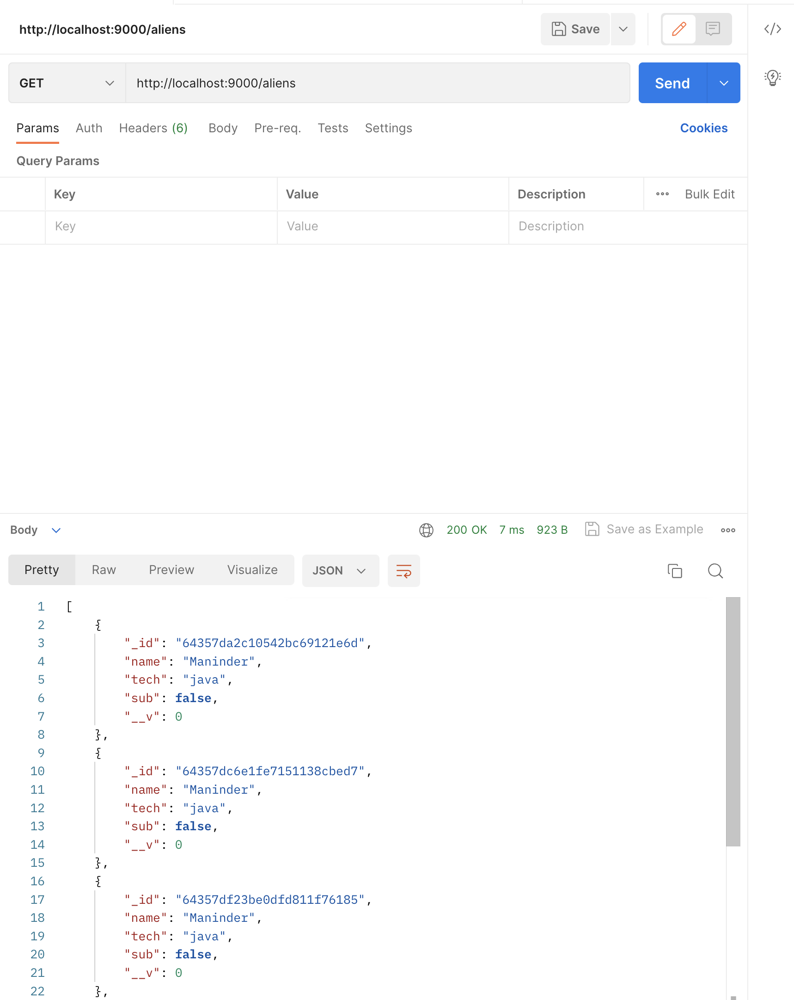 http://localhost:9000/aliens
Save
GET http://localhost:9000/aliens Send
Params Auth Headers (6) Body Pre-req. Tests Settings Cookies
Query Params
Key Value Description ooo Bulk Edit
Key Value Description
Body 200 OK 7 ms 923 B Save as Example ooo
Pretty Raw Preview Visualize JSON
1 [
2 {
3 "_id": "64357da2c10542bc69121e6d",
4 "name": "Maninder",
5 "tech": "java",
6 "sub": false,
7 "__v": 0
8 },
9 {
10 "_id": "64357dc6e1fe7151138cbed7",
11 "name": "Maninder",
12 "tech": "java",
13 "sub": false,
14 "__v": 0
15 },
16 {
17 "_id": "64357df23be0dfd811f76185",
18 "name": "Maninder",
19 "tech": "java",
20 "sub": false,
21 "__v": 0
22 },